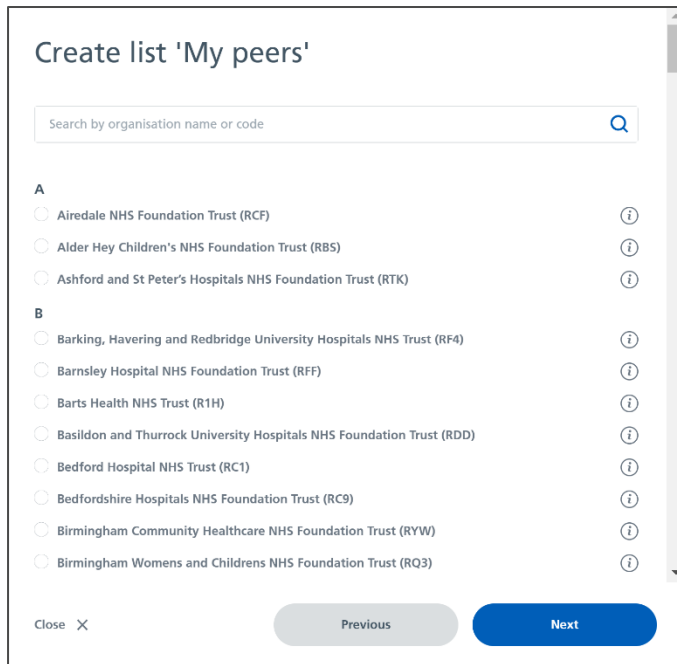 Create list 'My peers'
Search by organisation name or code
A
Airedale NHS Foundation Trust (RCF)
Alder Hey Children's NHS Foundation Trust (RBS)
Ashford and St Peter’s Hospitals NHS Foundation Trust (RTK)
B
Barking, Havering and Redbridge University Hospitals NHS Trust (RF4)
Barnsley Hospital NHS Foundation Trust (RFF)
Barts Health NHS Trust (R1H)
Basildon and Thurrock University Hospitals NHS Foundation Trust (RDD)
Bedford Hospital NHS Trust (RC1)
Bedfordshire Hospitals NHS Foundation Trust (RC9)
Birmingham Community Healthcare NHS Foundation Trust (RYW)
Birmingham Womens and Childrens NHS Foundation Trust (RQ3)
Close
Previous
Next